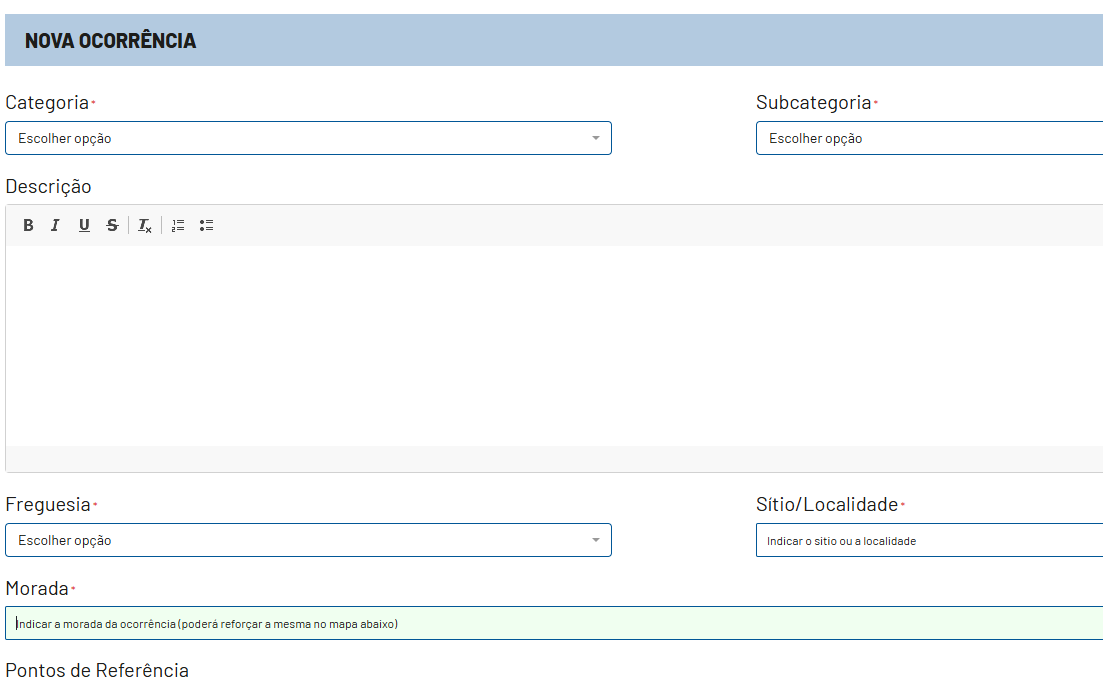 NOVA OCORRÊNCIA
Categoria*
Subcategoria*
Escolher opção
Escolher opção
Descrição
B I U S Ix
Freguesia*
Sítio/Localidade*
Escolher opção
Indicar o sitio ou a localidade
Morada*
Indicar a morada da ocorrência (poderá reforçar a mesma no mapa abaixo)
Pontos de Referência